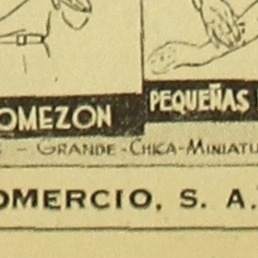 OMEZON
PEQUEÑAS
- GRANDE-CHICA-MINIATU
OMERCIO, S. A.